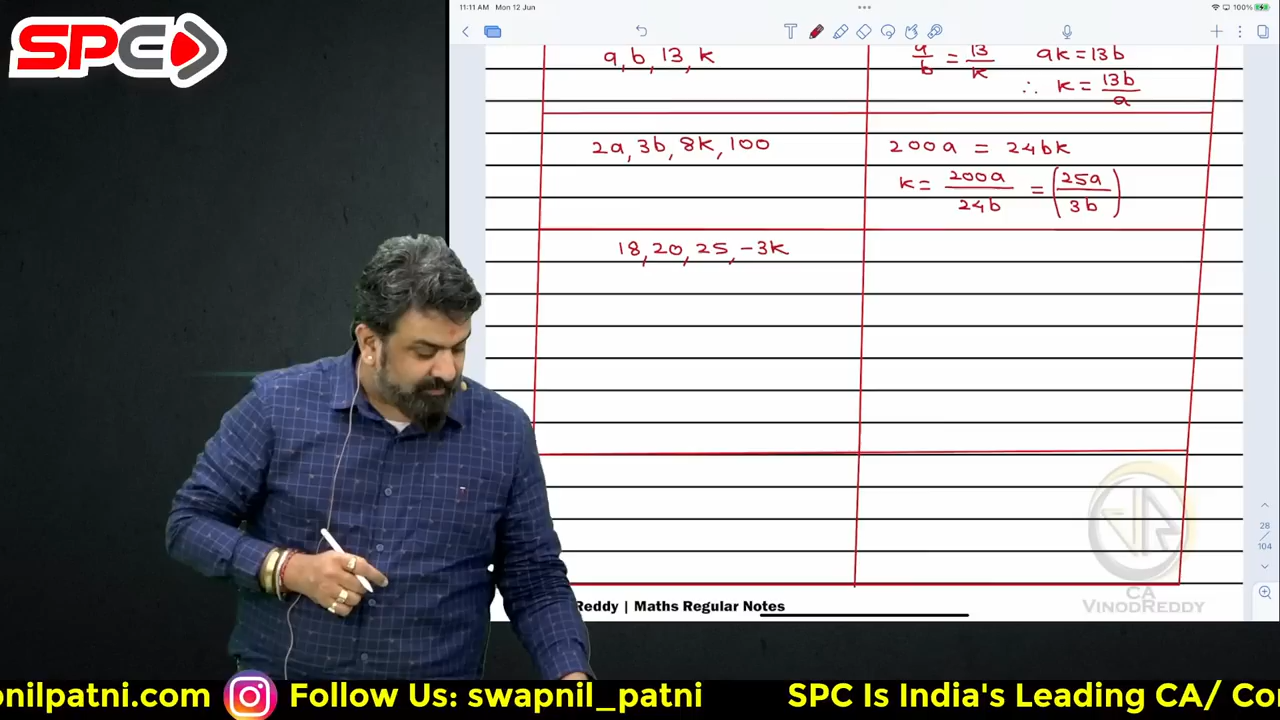 11:11 AM Mon 12 Jun
100%
SPC
a, b, 13, k
a/b = 13/k ak = 13b
∴ k = 13b/a
2a, 3b, 8k, 100
200a = 24bk
k = 200a/24b = (25a/3b)
18, 20, 25, -3k
28
/
104
CA
VINODREDDY
Reddy | Maths Regular Notes
onilpatni.com Follow Us: swapnil_patni SPC Is India's Leading CA/ Co